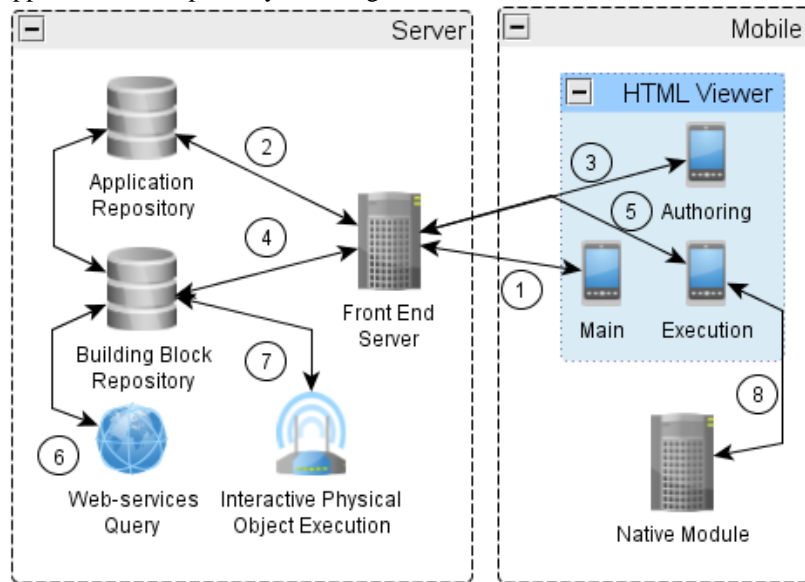 Server
Application
Repository
2
4
Front End
Server
Building Block
Repository
7
6
Web-services
Query
Interactive Physical
Object Execution
Mobile
HTML Viewer
3
5
Authoring
1
Main
Execution
8
Native Module